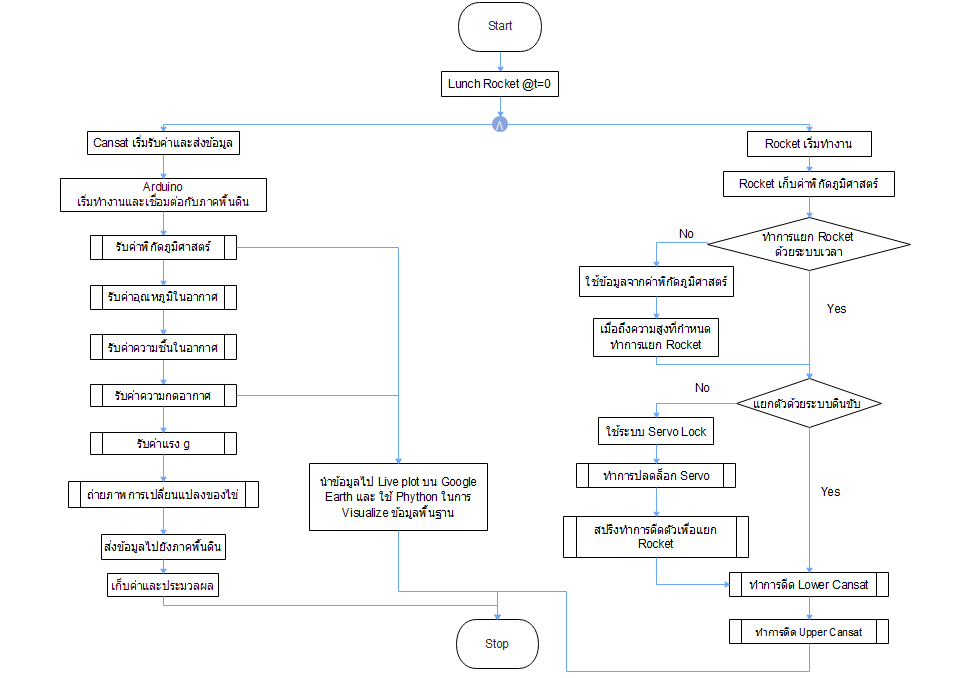 Start
Lunch Rocket @t=0
Λ
Cansat เริ่มรับค่าและส่งข้อมูล
Arduino
เริ่มทำงานและเชื่อมต่อกับภาคพื้นดิน
รับค่าพิกัดภูมิศาสตร์
รับค่าอุณหภูมิในอากาศ
รับค่าความชื้นในอากาศ
รับค่าความกดอากาศ
รับค่าแรง g
ถ่ายภาพการเปลี่ยนแปลงของไข่
ส่งข้อมูลไปยังภาคพื้นดิน
เก็บค่าและประมวลผล
นำข้อมูลไป Live plot บน Google
Earth และ ใช้ Phython ในการ
Visualize ข้อมูลพื้นฐาน
Stop
Rocket เริ่มทำงาน
Rocket เก็บค่าพิกัดภูมิศาสตร์
ทำการแยก Rocket
ด้วยระบบเวลา
No
Yes
ใช้ข้อมูลจากค่าพิกัดภูมิศาสตร์
เมื่อถึงความสูงที่กำหนด
ทำการแยก Rocket
แยกตัวด้วยระบบดินขับ
No
Yes
ใช้ระบบ Servo Lock
ทำการปลดล็อก Servo
สปริงทำการดีดตัวเพื่อแยก
Rocket
ทำการดีด Lower Cansat
ทำการดีด Upper Cansat